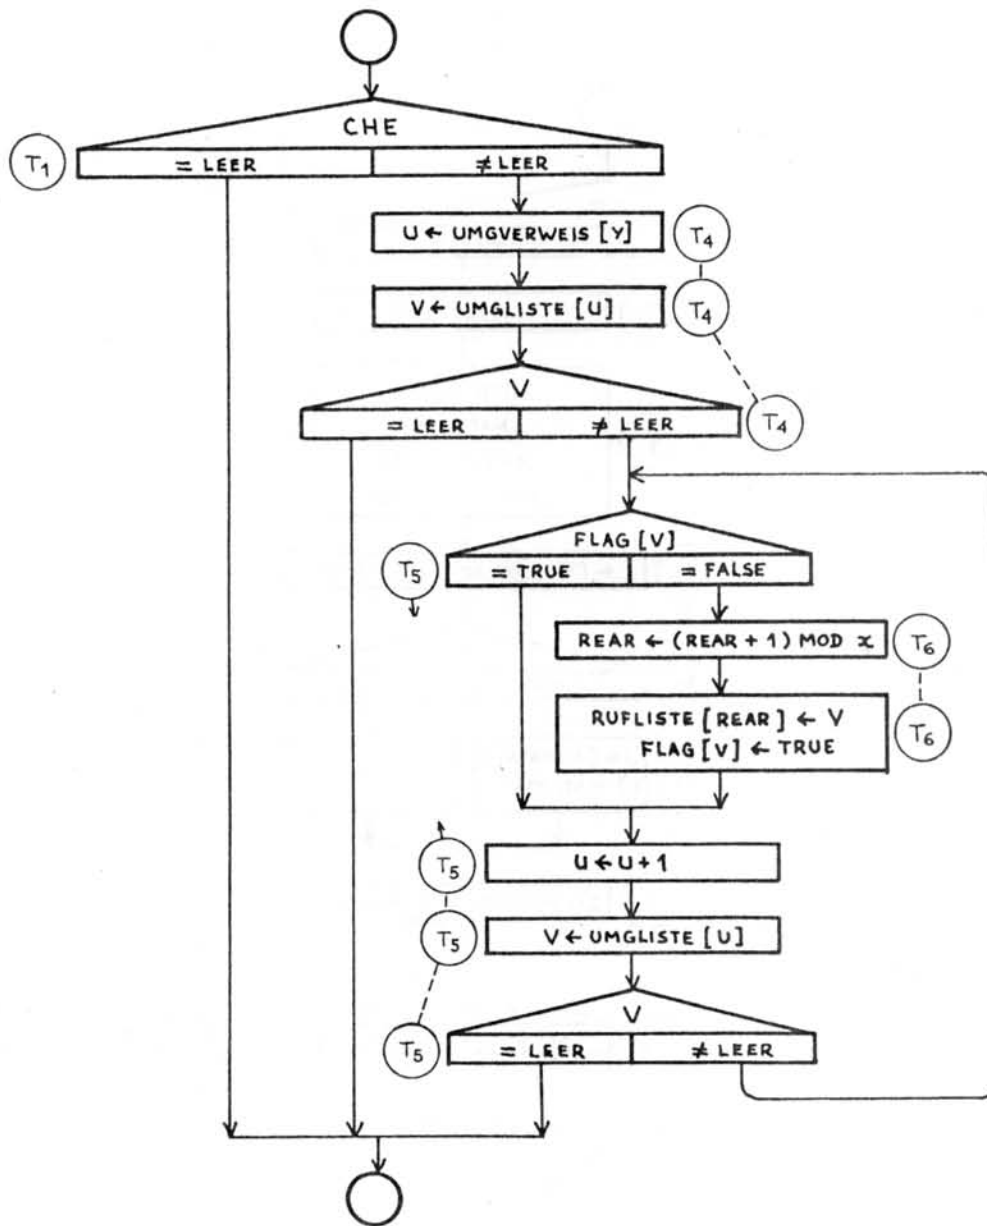 CHE
T1 = LEER ≠ LEER
U ← UMGVERWEIS [Y] T4
V ← UMGLISTE [U] T4
V
= LEER ≠ LEER T4
FLAG [V]
T5 = TRUE = FALSE
REAR ← (REAR + 1) MOD x T6
RUFLISTE [REAR] ← V T6
FLAG [V] ← TRUE
T5 U ← U + 1
T5 V ← UMGLISTE [U]
V
T5 = LEER ≠ LEER